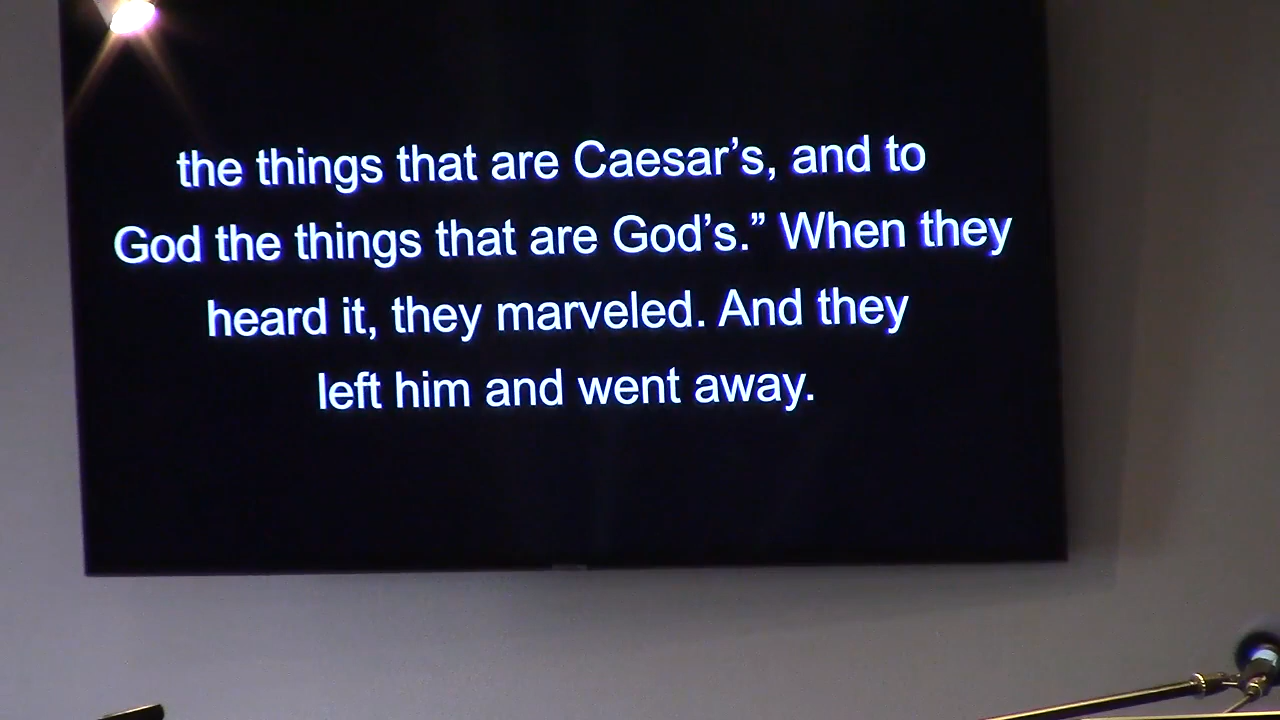 the things that are Caesar’s, and to
God the things that are God’s.” When they
heard it, they marveled. And they
left him and went away.